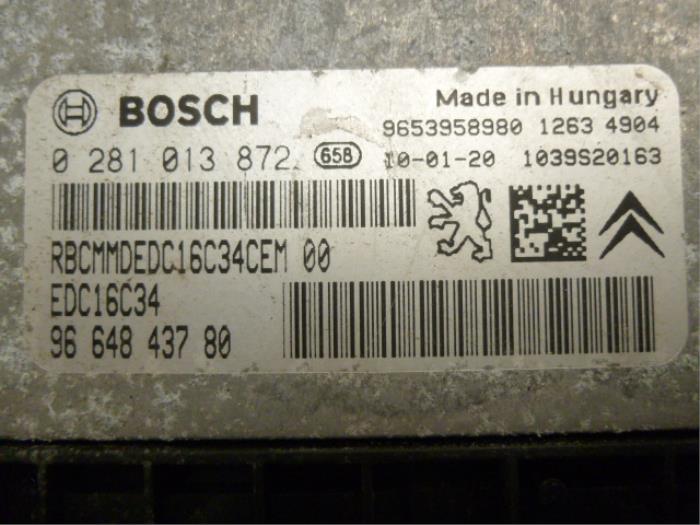 BOSCH
Made in Hungary
9653958980 1263 4904
0 281 013 872 658 10-01-20 1039S20163
RBCMMDEDC16C34CEM 00
EDC16C34
96 648 437 80